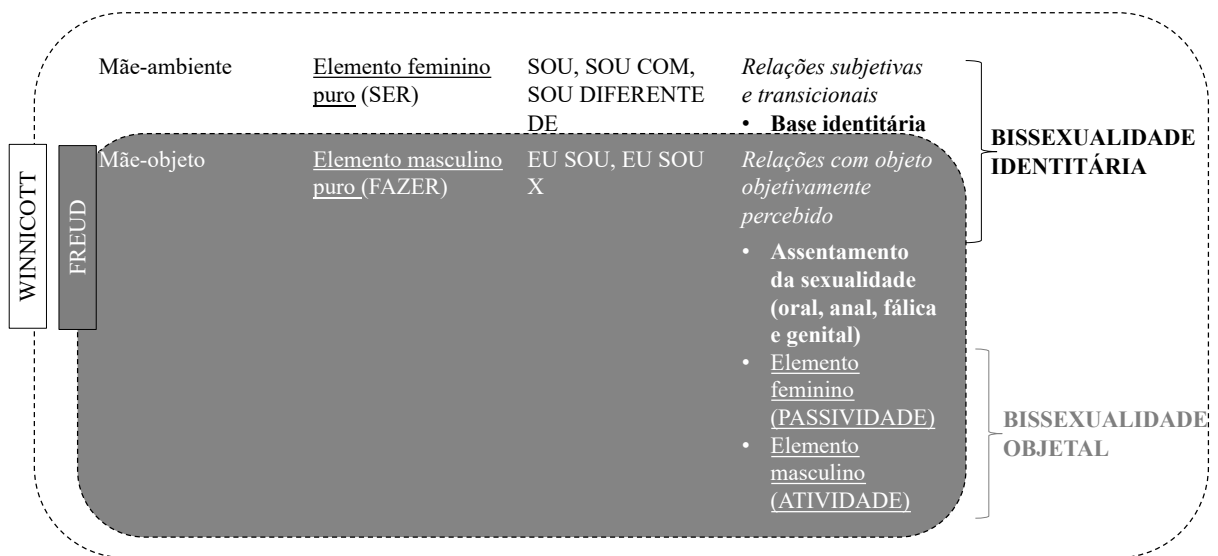 Mãe-ambiente
Elemento feminino
puro (SER)
SOU, SOU COM,
SOU DIFERENTE
DE
Relações subjetivas
e transicionais
• Base identitária
BISSEXUALIDADE
IDENTITÁRIA
WINNICOTT
FREUD
Mãe-objeto
Elemento masculino
puro (FAZER)
EU SOU, EU SOU
X
Relações com objeto
objetivamente
percebido
• Assentamento
da sexualidade
(oral, anal, fálica
e genital)
• Elemento
feminino
(PASSIVIDADE)
• Elemento
masculino
(ATIVIDADE)
BISSEXUALIDADE
OBJETAL